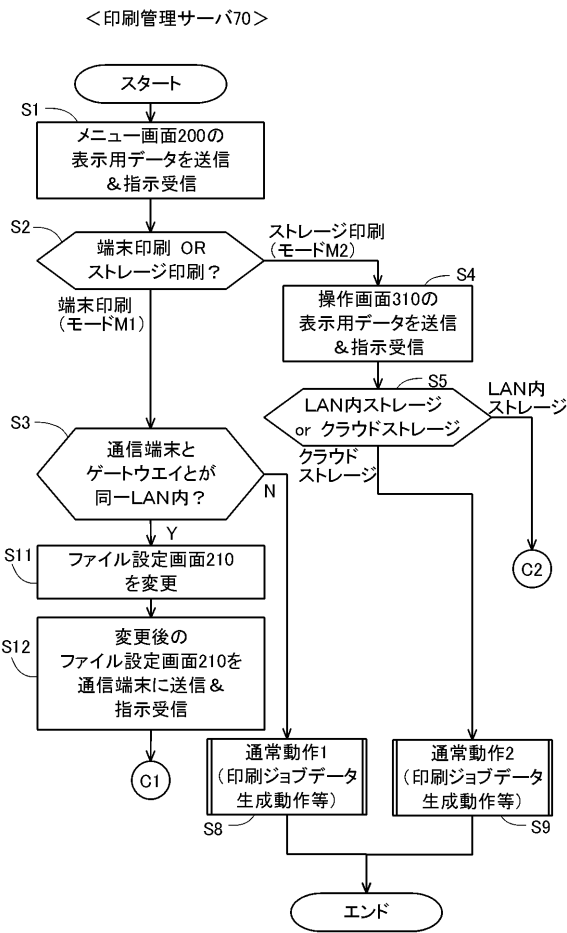 ＜印刷管理サーバ70＞
スタート
S1
メニュー画面200の
表示用データを送信
＆指示受信
S2
端末印刷 OR
ストレージ印刷？
ストレージ印刷
（モードM2）
端末印刷
（モードM1）
S4
操作画面310の
表示用データを送信
＆指示受信
S5
LAN内ストレージ
or クラウドストレージ
LAN内
ストレージ
クラウド
ストレージ
C2
S3
通信端末と
ゲートウエイとが
同一LAN内？
N
Y
S11
ファイル設定画面210
を変更
S12
変更後の
ファイル設定画面210を
通信端末に送信＆
指示受信
C1
通常動作1
（印刷ジョブデータ
生成動作等）
S8
通常動作2
（印刷ジョブデータ
生成動作等）
S9
エンド